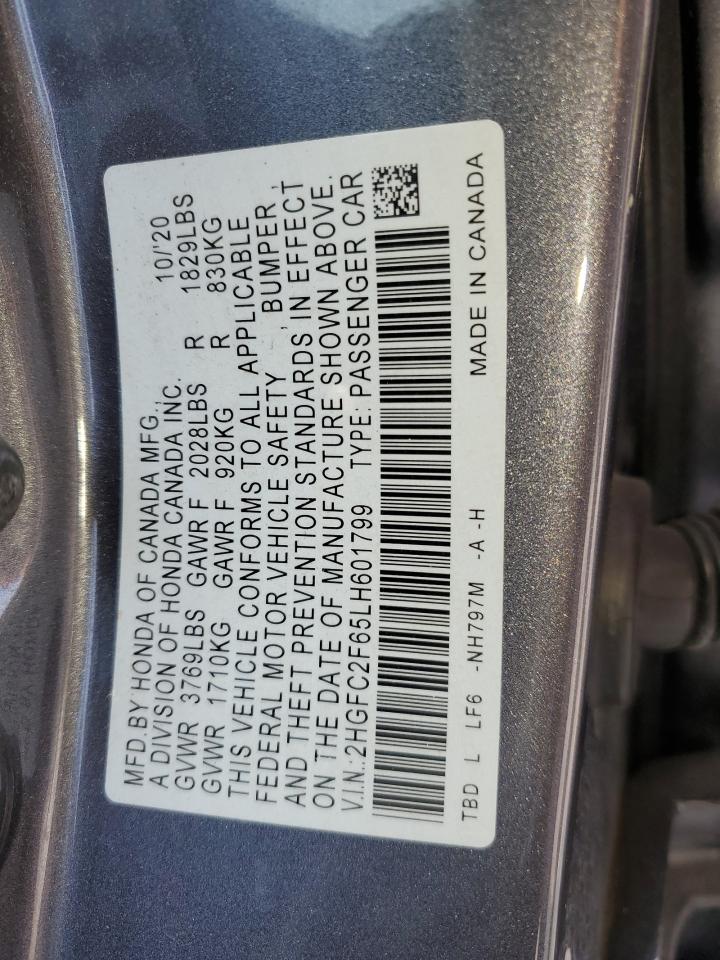 MFD.BY HONDA OF CANADA MFG., 10/'20
A DIVISION OF HONDA CANADA INC.
GVWR 3769LBS GAWR F 2028LBS R 1829LBS
GVWR 1710KG GAWR F 920KG R 830KG
THIS VEHICLE CONFORMS TO ALL APPLICABLE
FEDERAL MOTOR VEHICLE SAFETY, BUMPER,
AND THEFT PREVENTION STANDARDS IN EFFECT
ON THE DATE OF MANUFACTURE SHOWN ABOVE.
V.I.N.:2HGFC2F65LH601799 TYPE: PASSENGER CAR
TBD L LF6 -NH797M -A -H MADE IN CANADA